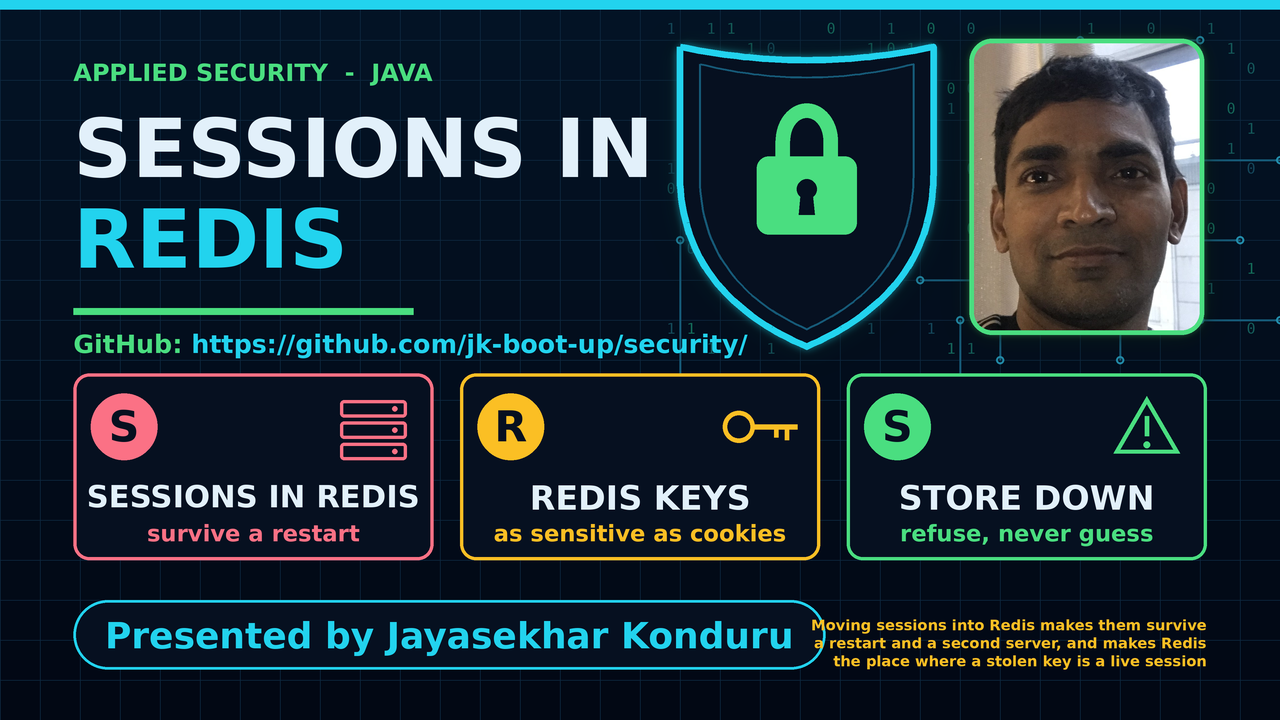 APPLIED SECURITY - JAVA
SESSIONS IN
REDIS
GitHub: https://github.com/jk-boot-up/security/
S
SESSIONS IN REDIS
survive a restart
R
REDIS KEYS
as sensitive as cookies
S
STORE DOWN
refuse, never guess
Presented by Jayasekhar Konduru
Moving sessions into Redis makes them survive
a restart and a second server, and makes Redis
the place where a stolen key is a live session